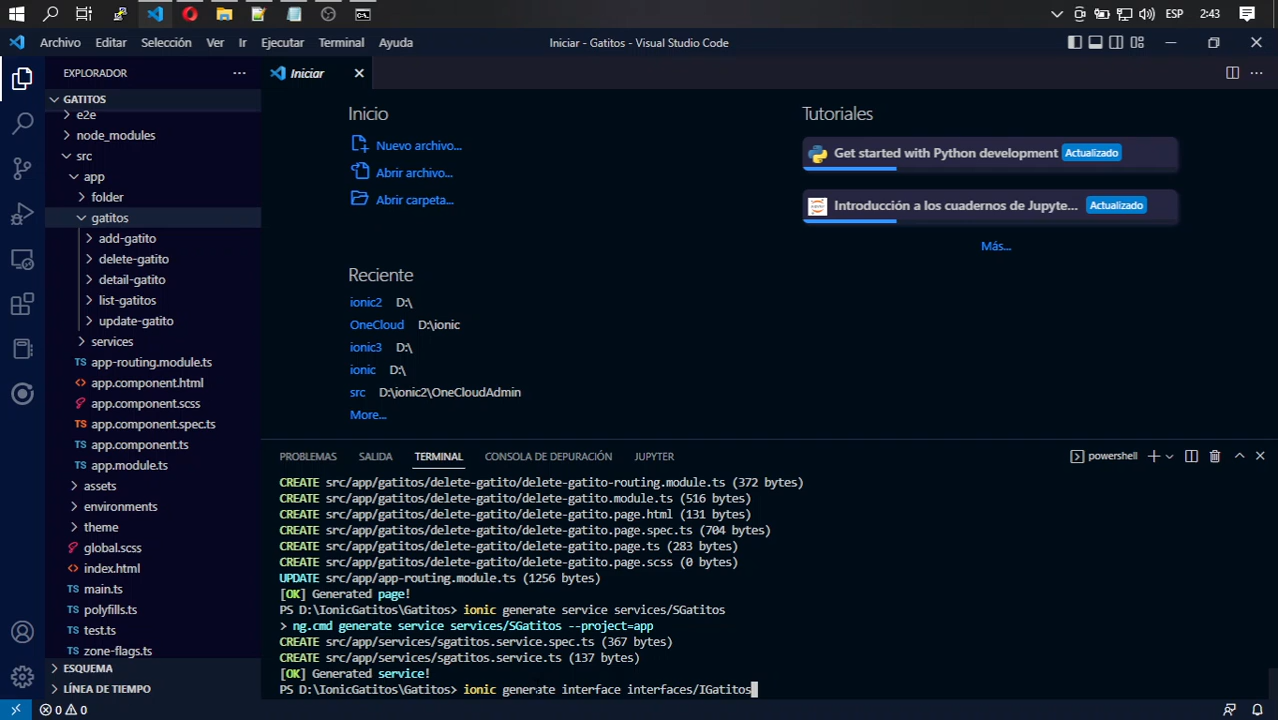 ESP 2:43
Archivo Editar Selección Ver Ir Ejecutar Terminal Ayuda Iniciar - Gatitos - Visual Studio Code
EXPLORADOR
GATITOS
e2e
node_modules
src
app
folder
gatitos
add-gatito
delete-gatito
detail-gatito
list-gatitos
update-gatito
services
TS app-routing.module.ts
<> app.component.html
app.component.scss
TS app.component.spec.ts
TS app.component.ts
TS app.module.ts
assets
environments
theme
global.scss
<> index.html
TS main.ts
TS polyfills.ts
TS test.ts
TS zone-flags.ts
ESQUEMA
LÍNEA DE TIEMPO
Iniciar
Inicio
Nuevo archivo...
Abrir archivo...
Abrir carpeta...
Reciente
ionic2 D:\
OneCloud D:\ionic
ionic3 D:\
ionic D:\
src D:\ionic2\OneCloudAdmin
More...
Tutoriales
Get started with Python development Actualizado
Introducción a los cuadernos de Jupyte... Actualizado
Más...
PROBLEMAS SALIDA TERMINAL CONSOLA DE DEPURACIÓN JUPYTER powershell
CREATE src/app/gatitos/delete-gatito/delete-gatito-routing.module.ts (372 bytes)
CREATE src/app/gatitos/delete-gatito/delete-gatito.module.ts (516 bytes)
CREATE src/app/gatitos/delete-gatito/delete-gatito.page.html (131 bytes)
CREATE src/app/gatitos/delete-gatito/delete-gatito.page.spec.ts (704 bytes)
CREATE src/app/gatitos/delete-gatito/delete-gatito.page.ts (283 bytes)
CREATE src/app/gatitos/delete-gatito/delete-gatito.page.scss (0 bytes)
UPDATE src/app/app-routing.module.ts (1256 bytes)
[OK] Generated page!
PS D:\IonicGatitos\Gatitos> ionic generate service services/SGatitos
> ng.cmd generate service services/SGatitos --project=app
CREATE src/app/services/sgatitos.service.spec.ts (367 bytes)
CREATE src/app/services/sgatitos.service.ts (137 bytes)
[OK] Generated service!
PS D:\IonicGatitos\Gatitos> ionic generate interface interfaces/IGatitos
0 0 0